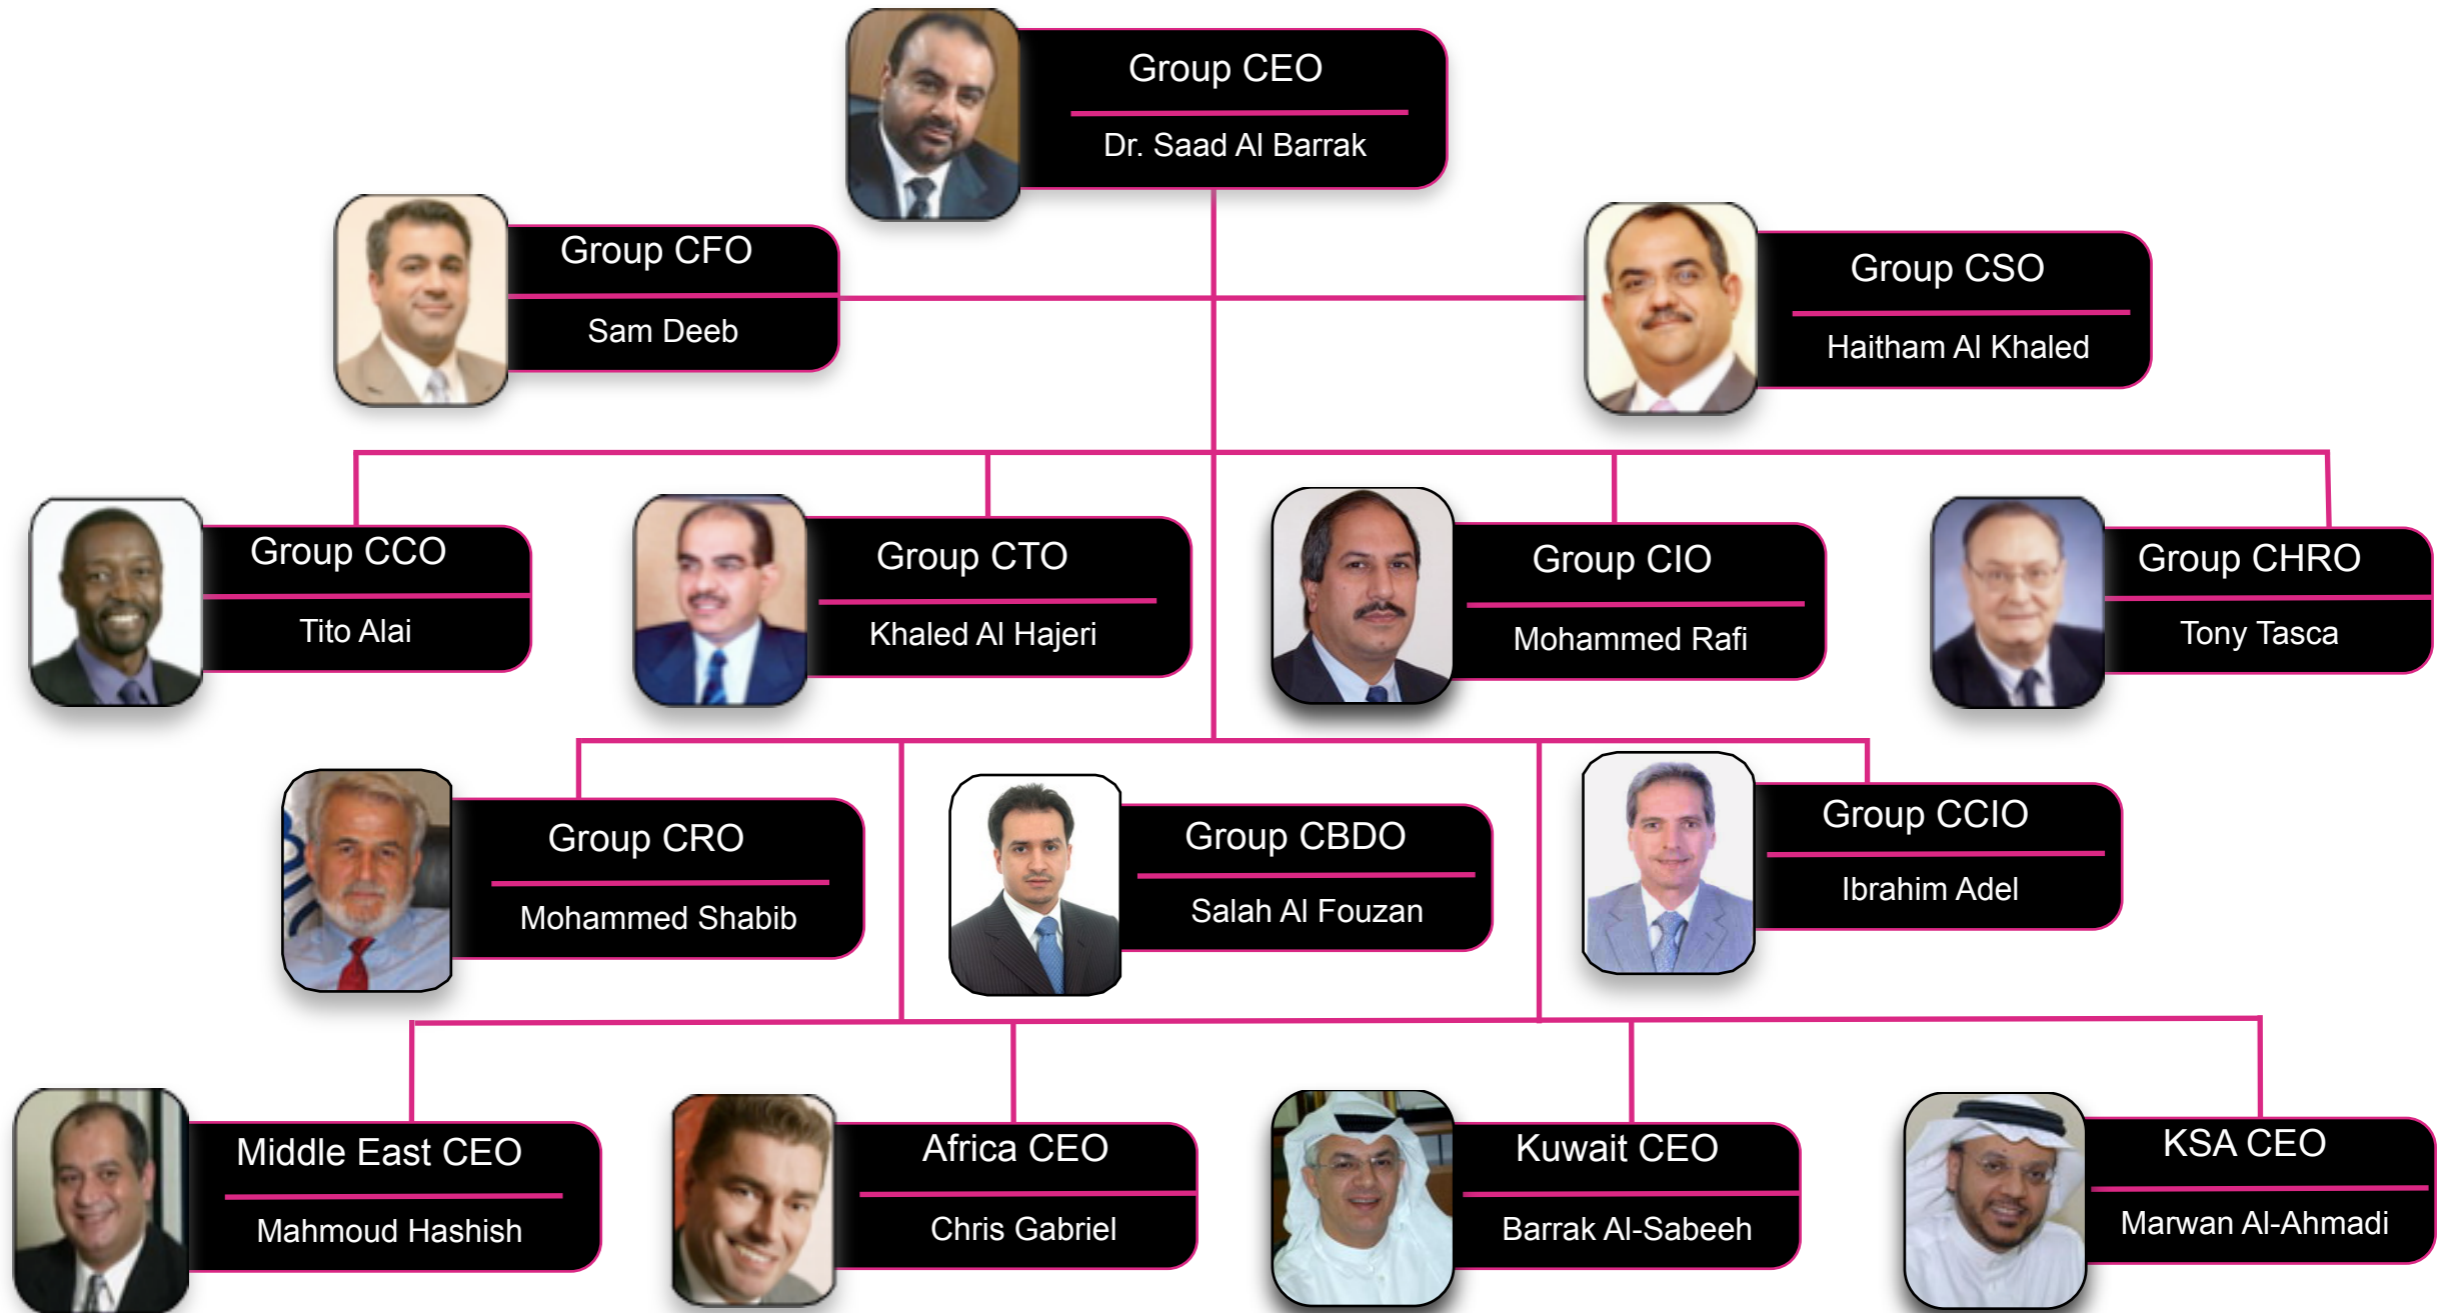 Group CEO
Dr. Saad Al Barrak
Group CFO
Sam Deeb
Group CSO
Haitham Al Khaled
Group CCO
Tito Alai
Group CTO
Khaled Al Hajeri
Group CIO
Mohammed Rafi
Group CHRO
Tony Tasca
Group CRO
Mohammed Shabib
Group CBDO
Salah Al Fouzan
Group CCIO
Ibrahim Adel
Middle East CEO
Mahmoud Hashish
Africa CEO
Chris Gabriel
Kuwait CEO
Barrak Al-Sabeeh
KSA CEO
Marwan Al-Ahmadi